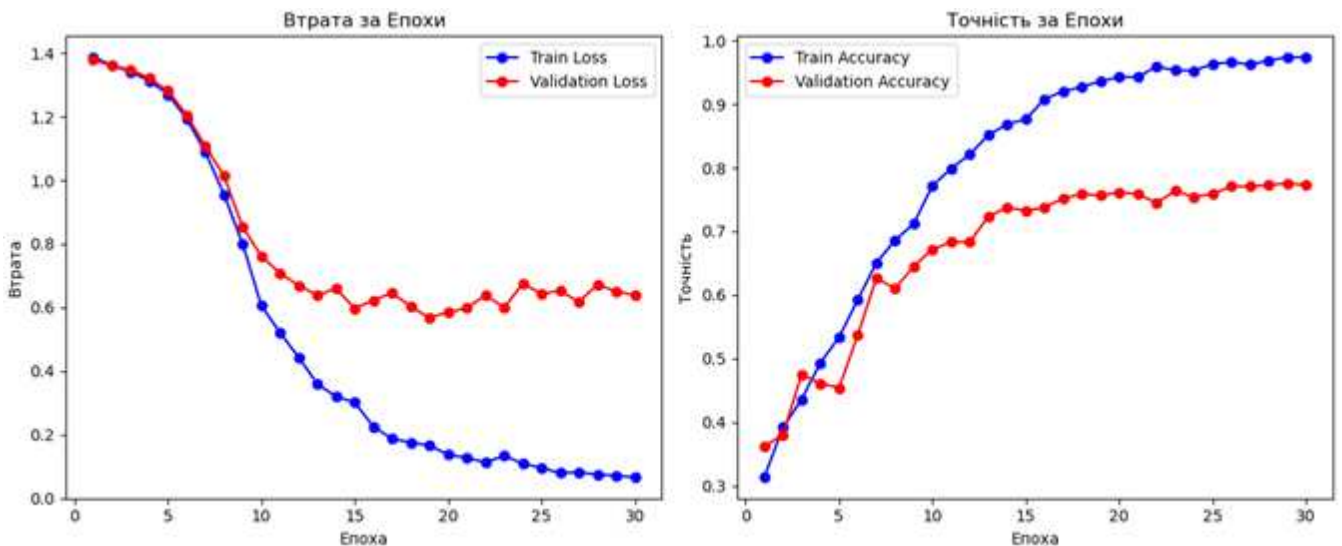 Втрата за Епохи
1.4
1.2
1.0
0.8
0.6
0.4
0.2
0.0
Втрата
Train Loss
Validation Loss
0 5 10 15 20 25 30
Епоха
Точність за Епохи
1.0
0.9
0.8
0.7
0.6
0.5
0.4
0.3
Точність
Train Accuracy
Validation Accuracy
0 5 10 15 20 25 30
Епоха